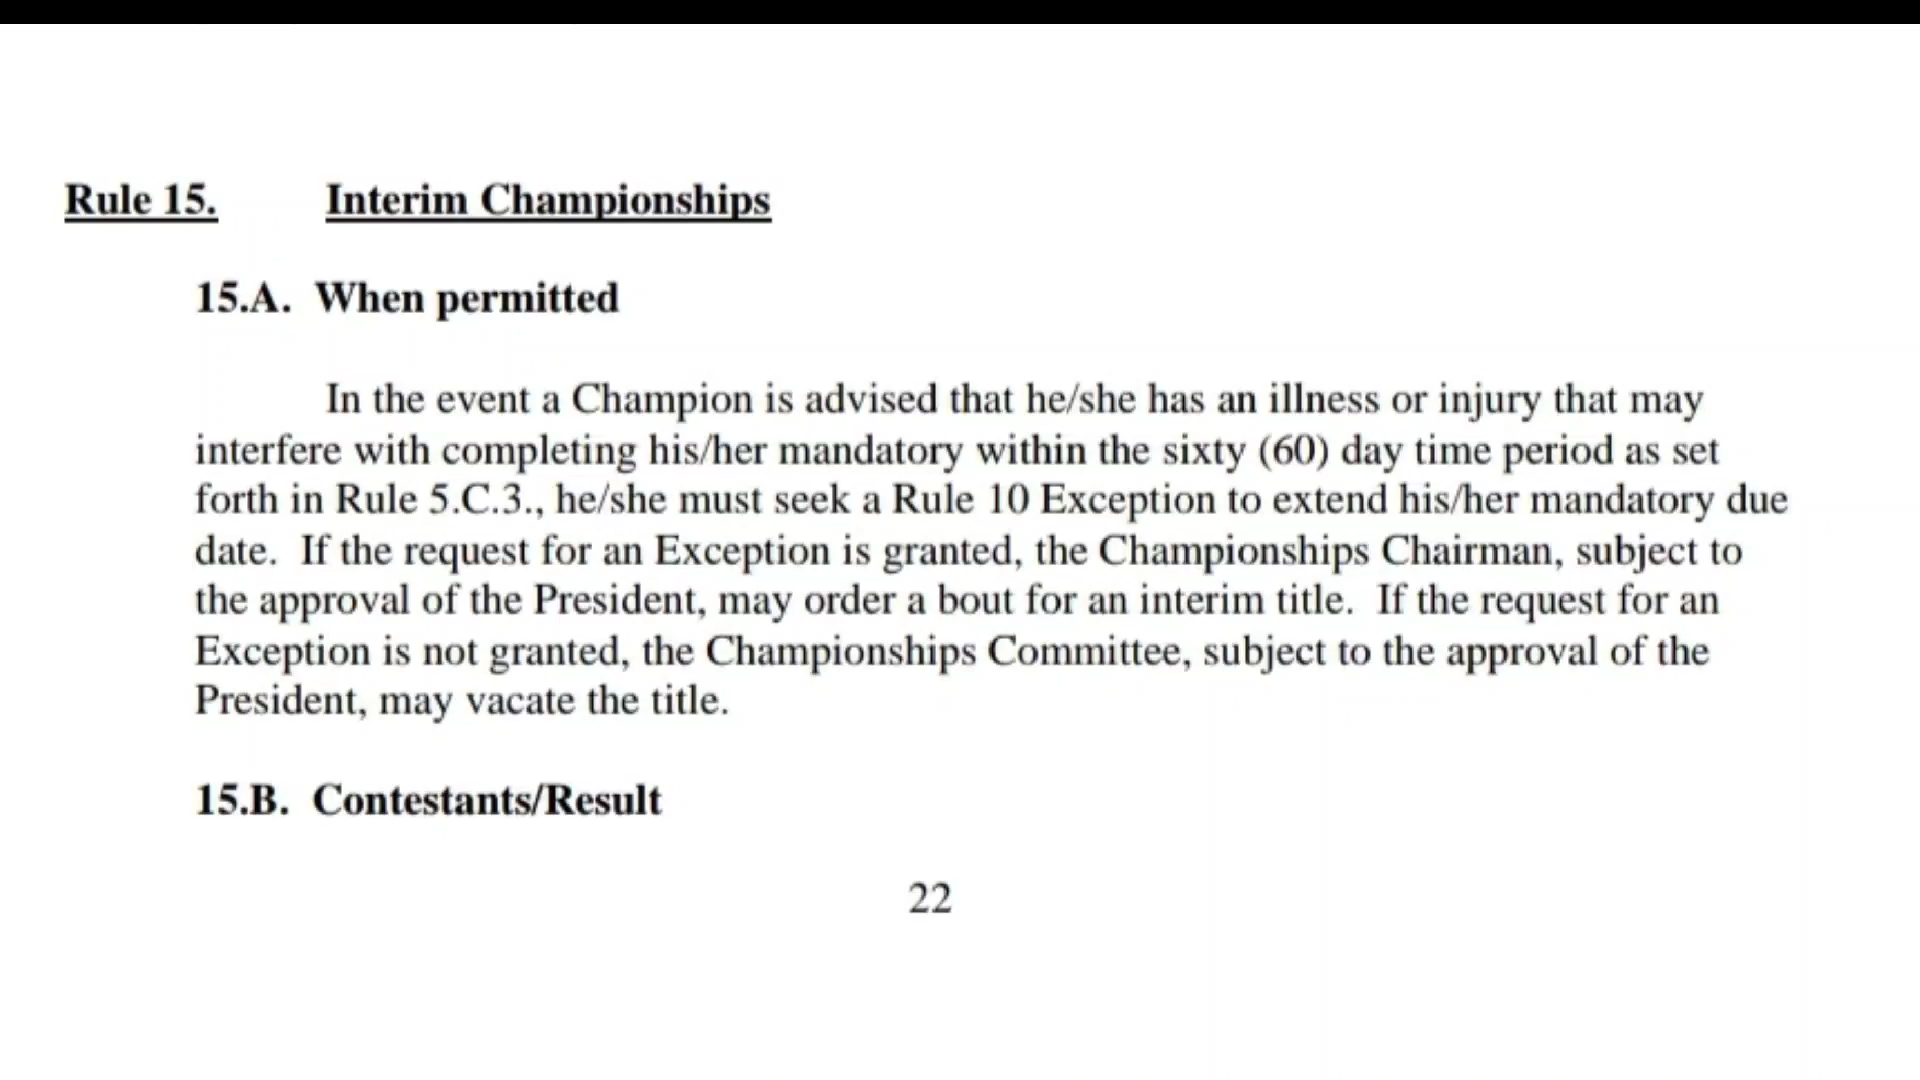 Rule 15. Interim Championships
15.A. When permitted
In the event a Champion is advised that he/she has an illness or injury that may
interfere with completing his/her mandatory within the sixty (60) day time period as set
forth in Rule 5.C.3., he/she must seek a Rule 10 Exception to extend his/her mandatory due
date. If the request for an Exception is granted, the Championships Chairman, subject to
the approval of the President, may order a bout for an interim title. If the request for an
Exception is not granted, the Championships Committee, subject to the approval of the
President, may vacate the title.
15.B. Contestants/Result
22